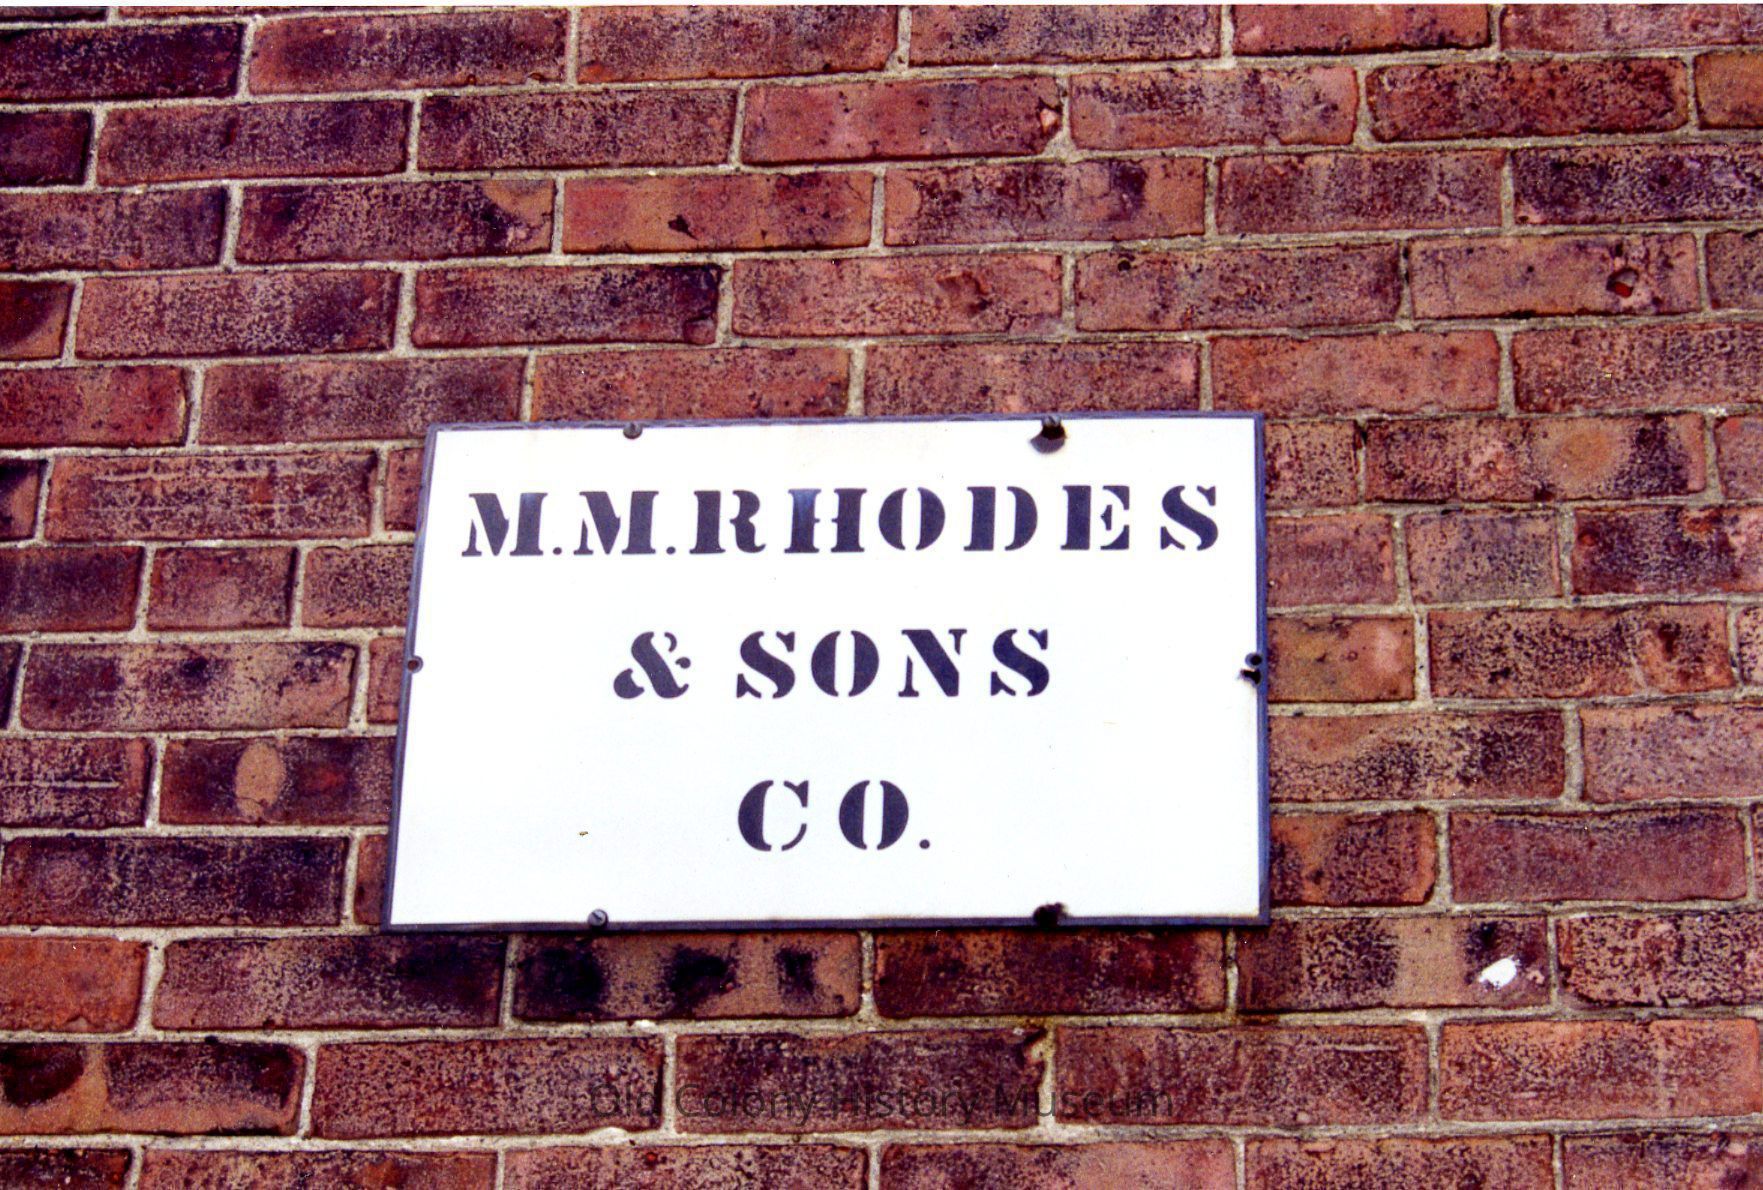 M.M.RHODES
& SONS
CO.
Old Colony History Museum